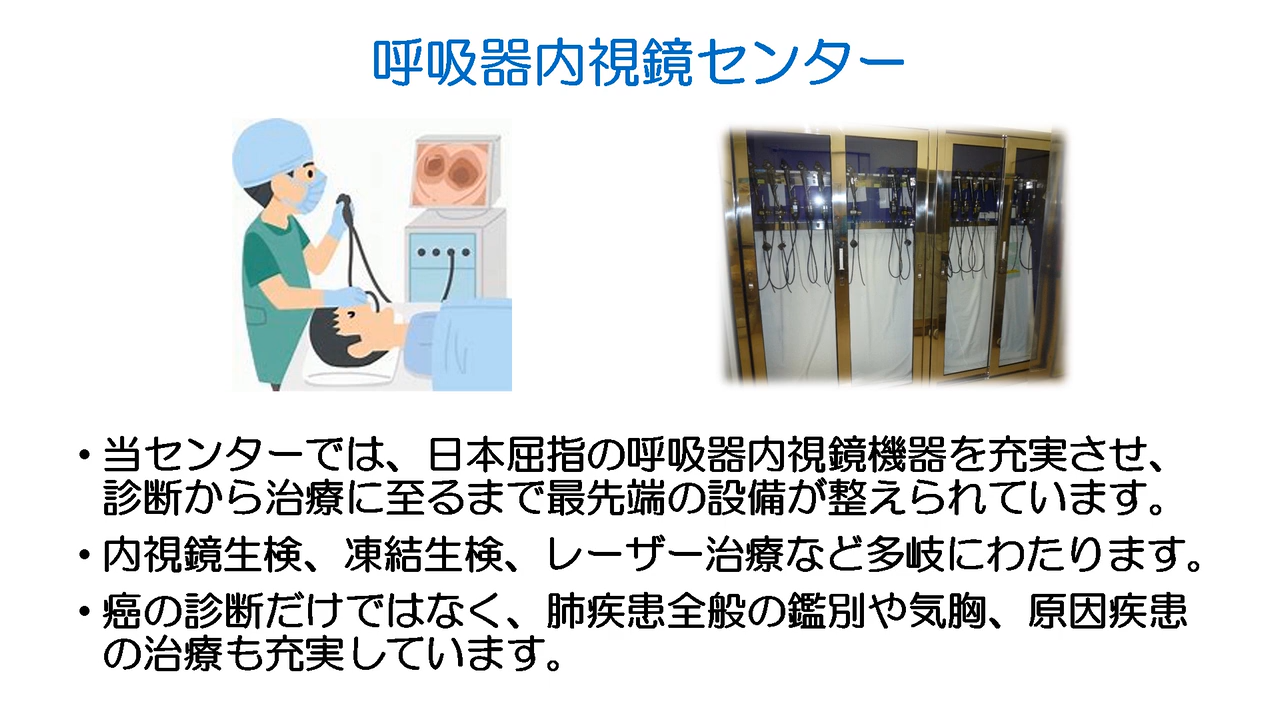 呼吸器内視鏡センター
• 当センターでは、日本屈指の呼吸器内視鏡機器を充実させ、
診断から治療に至るまで最先端の設備が整えられています。
• 内視鏡生検、凍結生検、レーザー治療など多岐にわたります。
• 癌の診断だけではなく、肺疾患全般の鑑別や気胸、原因疾患
の治療も充実しています。